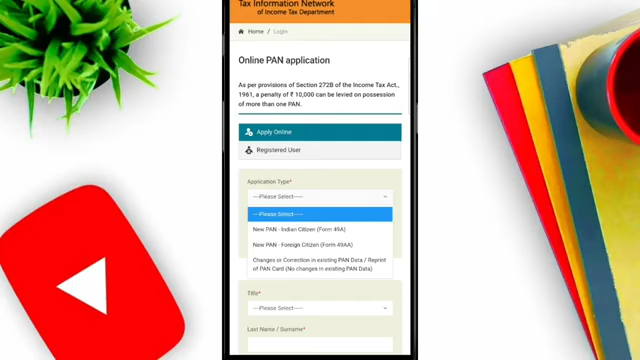 Tax Information Network
of Income Tax Department
Home / Login
Online PAN application
As per provisions of Section 272B of the Income Tax Act.,
1961, a penalty of ₹ 10,000 can be levied on possession
of more than one PAN.
Apply Online
Registered User
Application Type*
---Please Select-----
---Please Select-----
New PAN - Indian Citizen (Form 49A)
New PAN - Foreign Citizen (Form 49AA)
Changes or Correction in existing PAN Data / Reprint
of PAN Card (No changes in existing PAN Data)
Title*
---Please Select-----
Last Name / Surname*